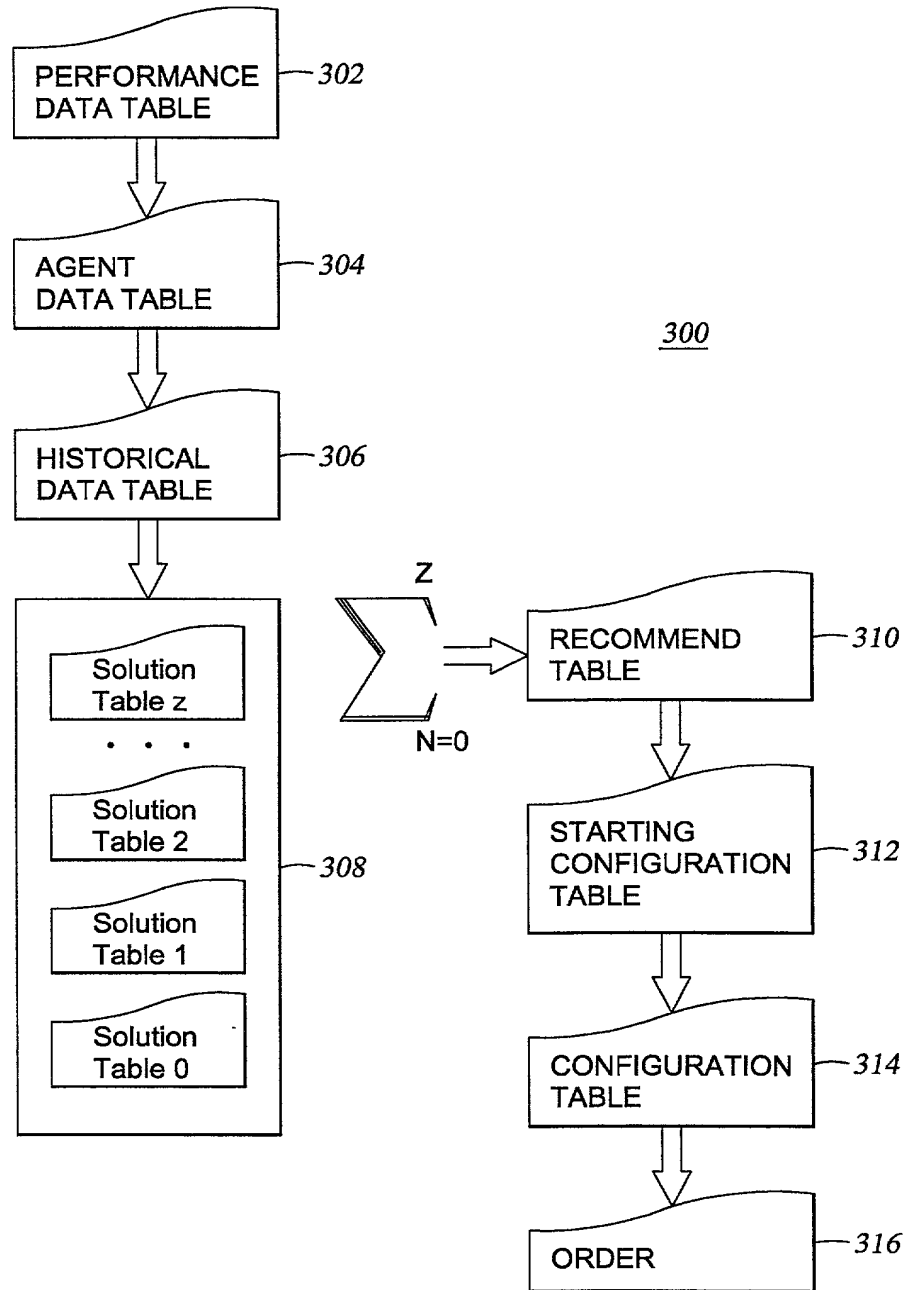 PERFORMANCE
DATA TABLE
302
AGENT
DATA TABLE
304
300
HISTORICAL
DATA TABLE
306
Solution
Table z
. . .
Solution
Table 2
Solution
Table 1
Solution
Table 0
308
Z
N=0
RECOMMEND
TABLE
310
STARTING
CONFIGURATION
TABLE
312
CONFIGURATION
TABLE
314
ORDER
316